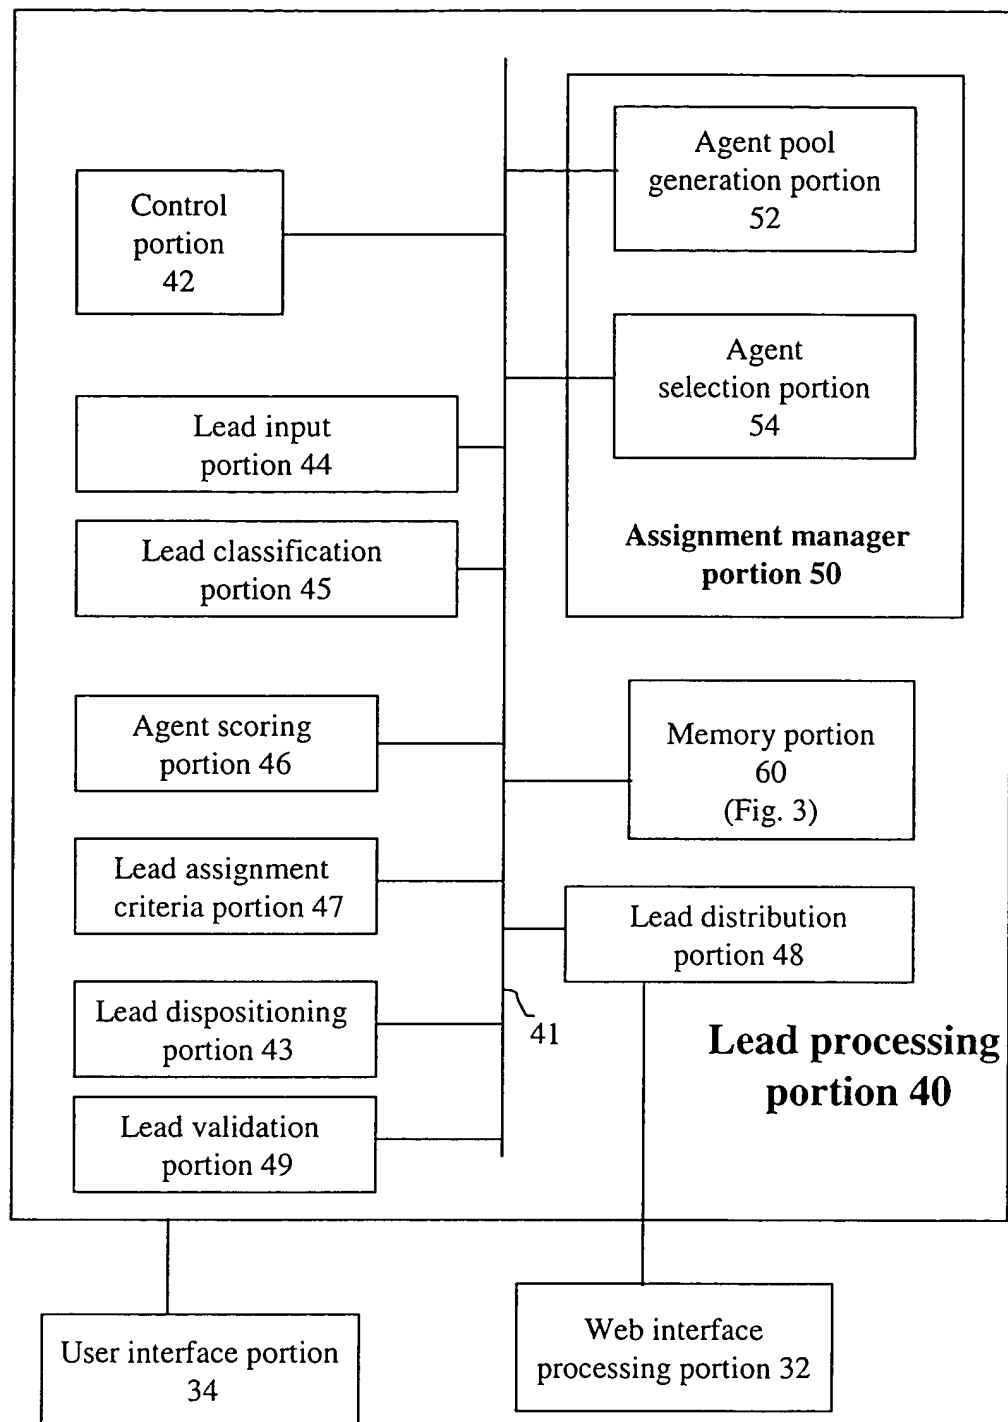 Control
portion
42
Lead input
portion 44
Lead classification
portion 45
Agent scoring
portion 46
Lead assignment
criteria portion 47
Lead dispositioning
portion 43
Lead validation
portion 49
Agent pool
generation portion
52
Agent
selection portion
54
Assignment manager
portion 50
Memory portion
60
(Fig. 3)
Lead distribution
portion 48
41
Lead processing
portion 40
User interface portion
34
Web interface
processing portion 32